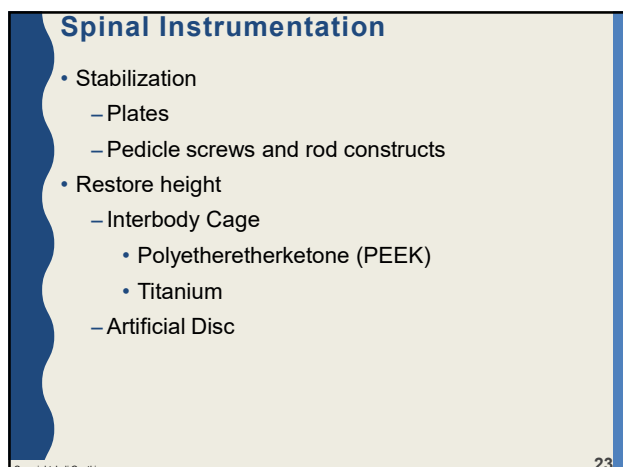 Spinal Instrumentation
• Stabilization
– Plates
– Pedicle screws and rod constructs
• Restore height
– Interbody Cage
• Polyetheretherketone (PEEK)
• Titanium
– Artificial Disc
23